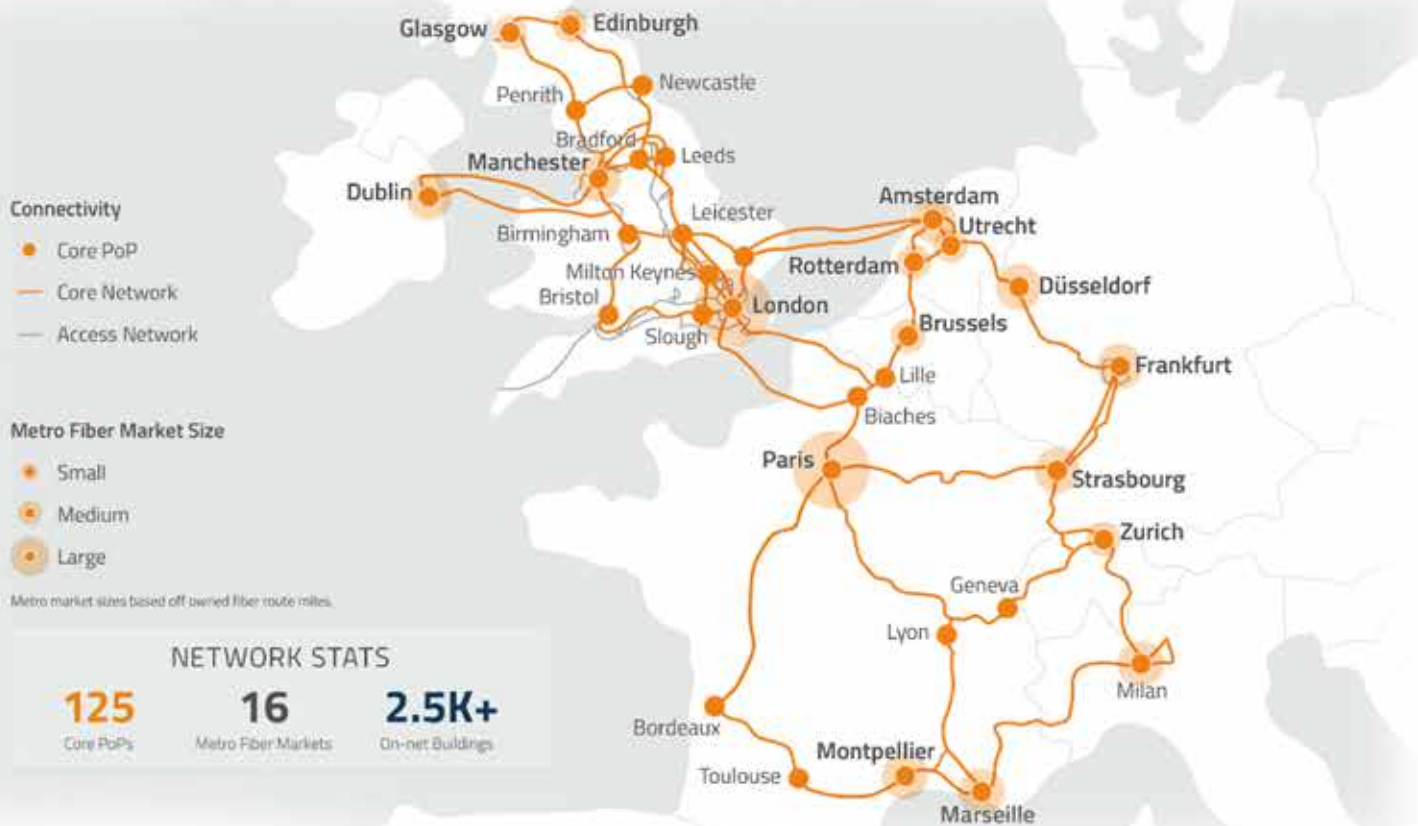 Glasgow
Edinburgh
Newcastle
Penrith
Bradford
Leeds
Manchester
Dublin
Leicester
Birmingham
Milton Keynes
Bristol
London
Slough
Amsterdam
Utrecht
Rotterdam
Düsseldorf
Brussels
Lille
Frankfurt
Biaches
Paris
Strasbourg
Zurich
Geneva
Lyon
Milan
Bordeaux
Toulouse
Montpellier
Marseille
Connectivity
Core PoP
Core Network
Access Network
Metro Fiber Market Size
Small
Medium
Large
Metro market sizes based off owned fiber route miles.
NETWORK STATS
125
Core PoPs
16
Metro Fiber Markets
2.5K+
On-net Buildings